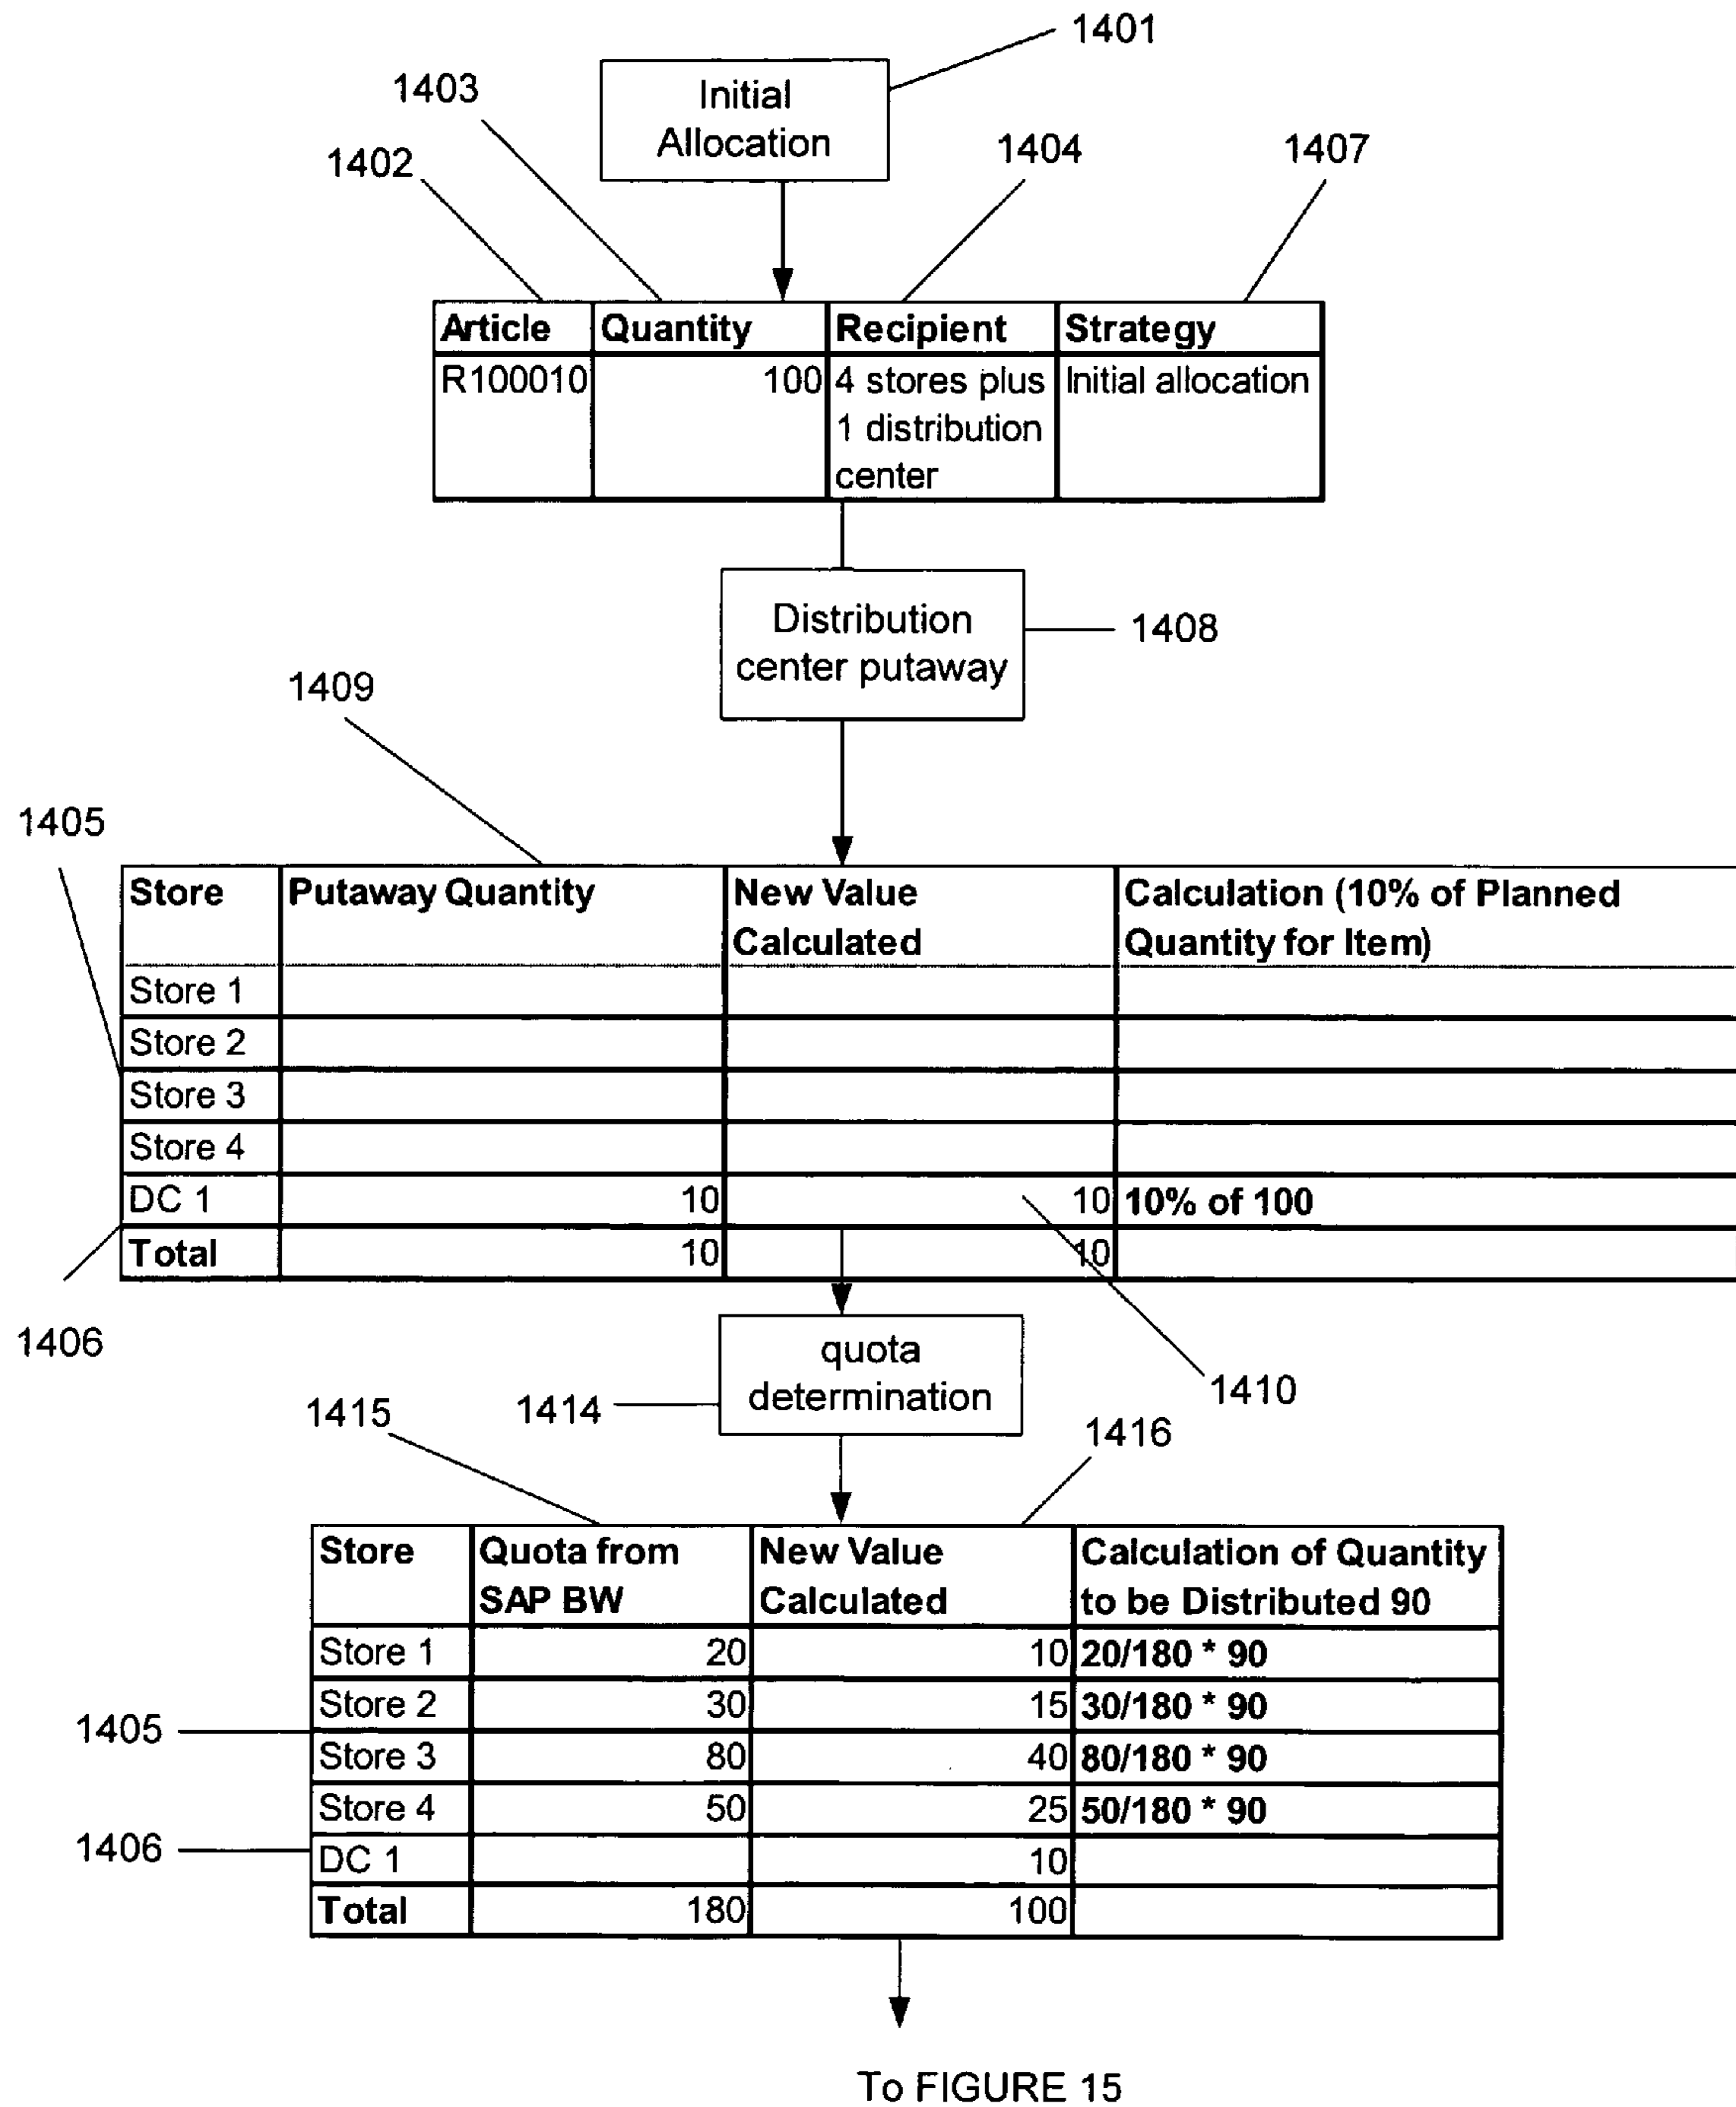 1401
1403
Initial
Allocation
1402
1404
1407
Article Quantity Recipient Strategy
R100010 100 4 stores plus Initial allocation
1 distribution
center
Distribution
center putaway
1408
1409
1405
Store Putaway Quantity New Value Calculation (10% of Planned
Calculated Quantity for Item)
Store 1
Store 2
Store 3
Store 4
DC 1 10 10 10% of 100
Total 10 10
1406
quota
determination
1410
1415
1414
1416
Store Quota from New Value Calculation of Quantity
SAP BW Calculated to be Distributed 90
Store 1 20 10 20/180 * 90
Store 2 30 15 30/180 * 90
1405
Store 3 80 40 80/180 * 90
Store 4 50 25 50/180 * 90
1406
DC 1 10
Total 180 100
To FIGURE 15